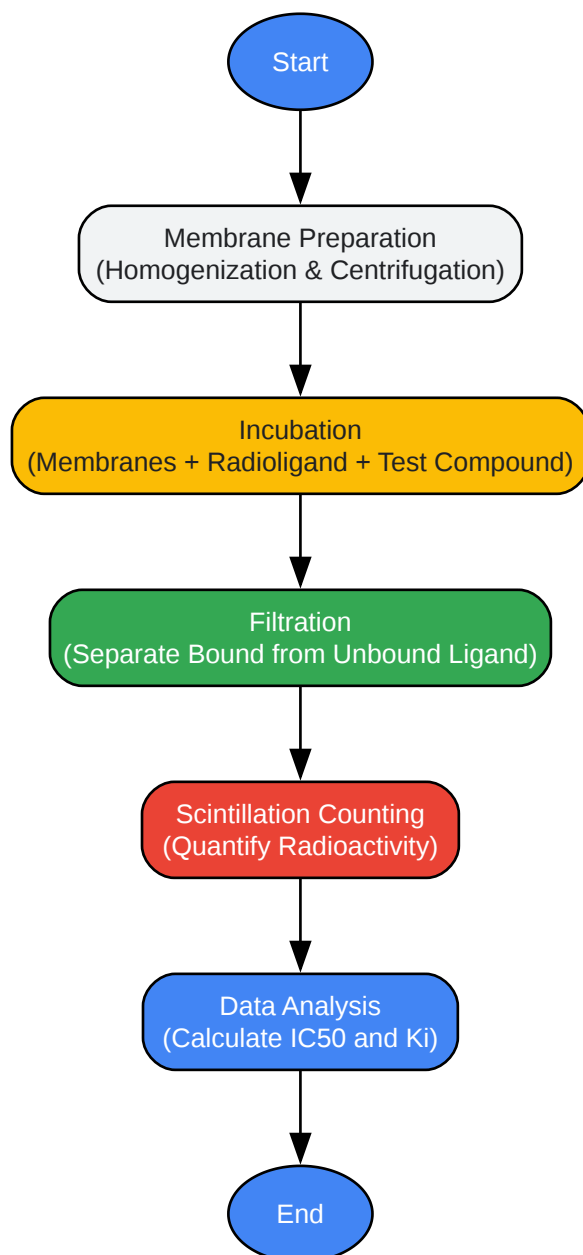 Start
Membrane Preparation
(Homogenization & Centrifugation)
Incubation
(Membranes + Radioligand + Test Compound)
Filtration
(Separate Bound from Unbound Ligand)
Scintillation Counting
(Quantify Radioactivity)
Data Analysis
(Calculate IC50 and Ki)
End